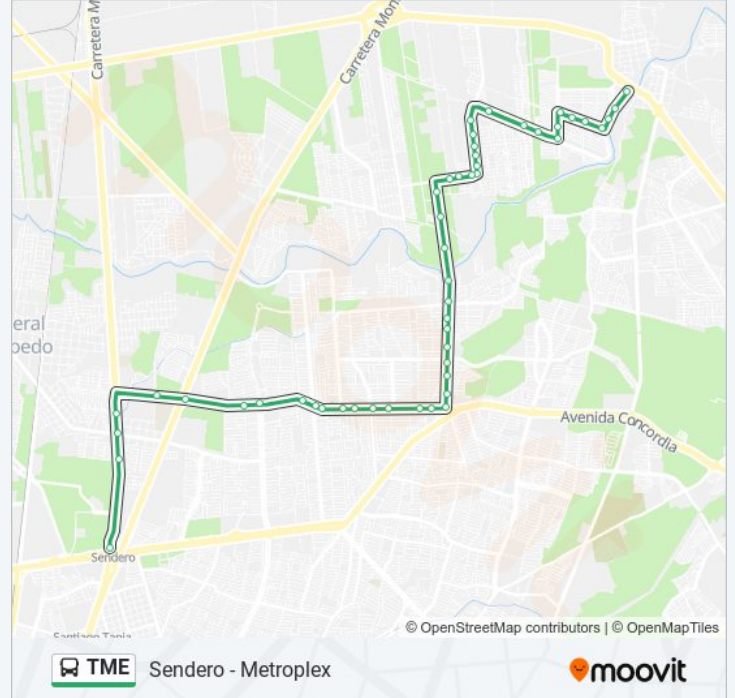 Carretera M
Carretera Mon
eral
bedo
Avenida Concordia
Sendero
Santiago Tapia
© OpenStreetMap contributors | © OpenMapTiles
TME Sendero - Metroplex
moovit